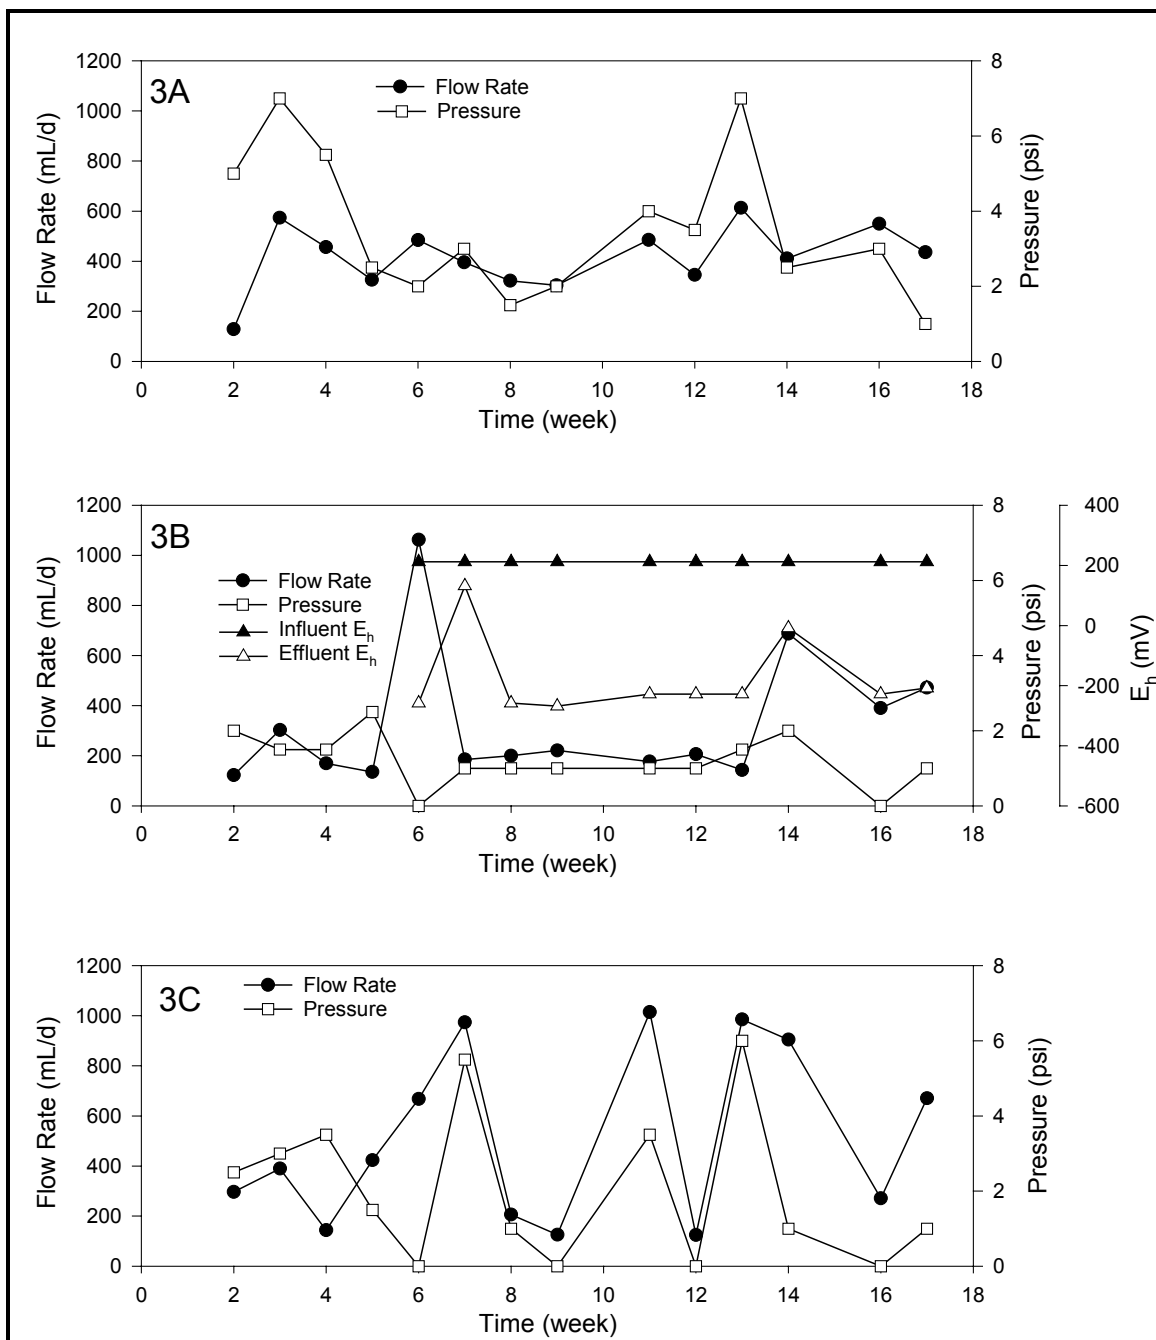 3A
Flow Rate
Pressure
Flow Rate (mL/d)
1200
1000
800
600
400
200
0
Pressure (psi)
8
6
4
2
0
0 2 4 6 8 10 12 14 16 18
Time (week)
3B
Flow Rate
Pressure
Influent Eh
Effluent Eh
Flow Rate (mL/d)
1200
1000
800
600
400
200
0
Pressure (psi)
8
6
4
2
0
Eh (mV)
400
200
0
-200
-400
-600
0 2 4 6 8 10 12 14 16 18
Time (week)
3C
Flow Rate
Pressure
Flow Rate (mL/d)
1200
1000
800
600
400
200
0
Pressure (psi)
8
6
4
2
0
0 2 4 6 8 10 12 14 16 18
Time (week)